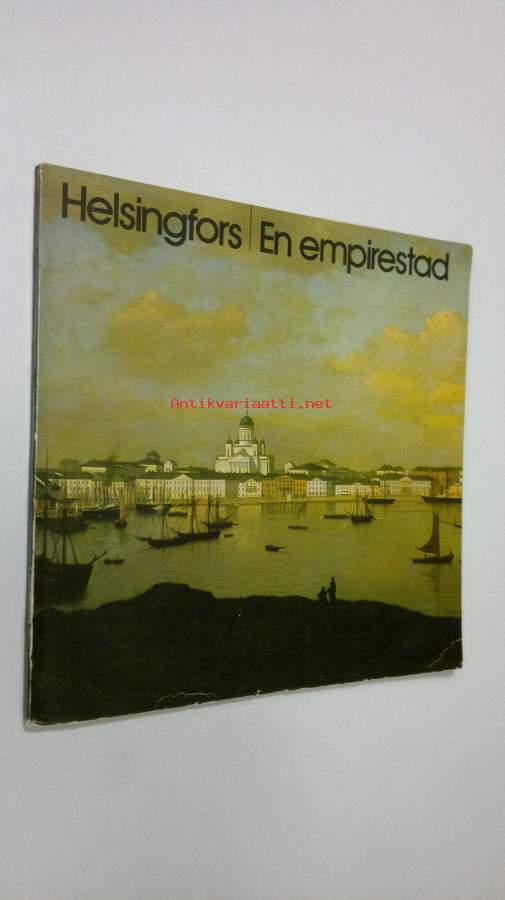 Helsingfors | En empirestad
Antikvariaatti.net